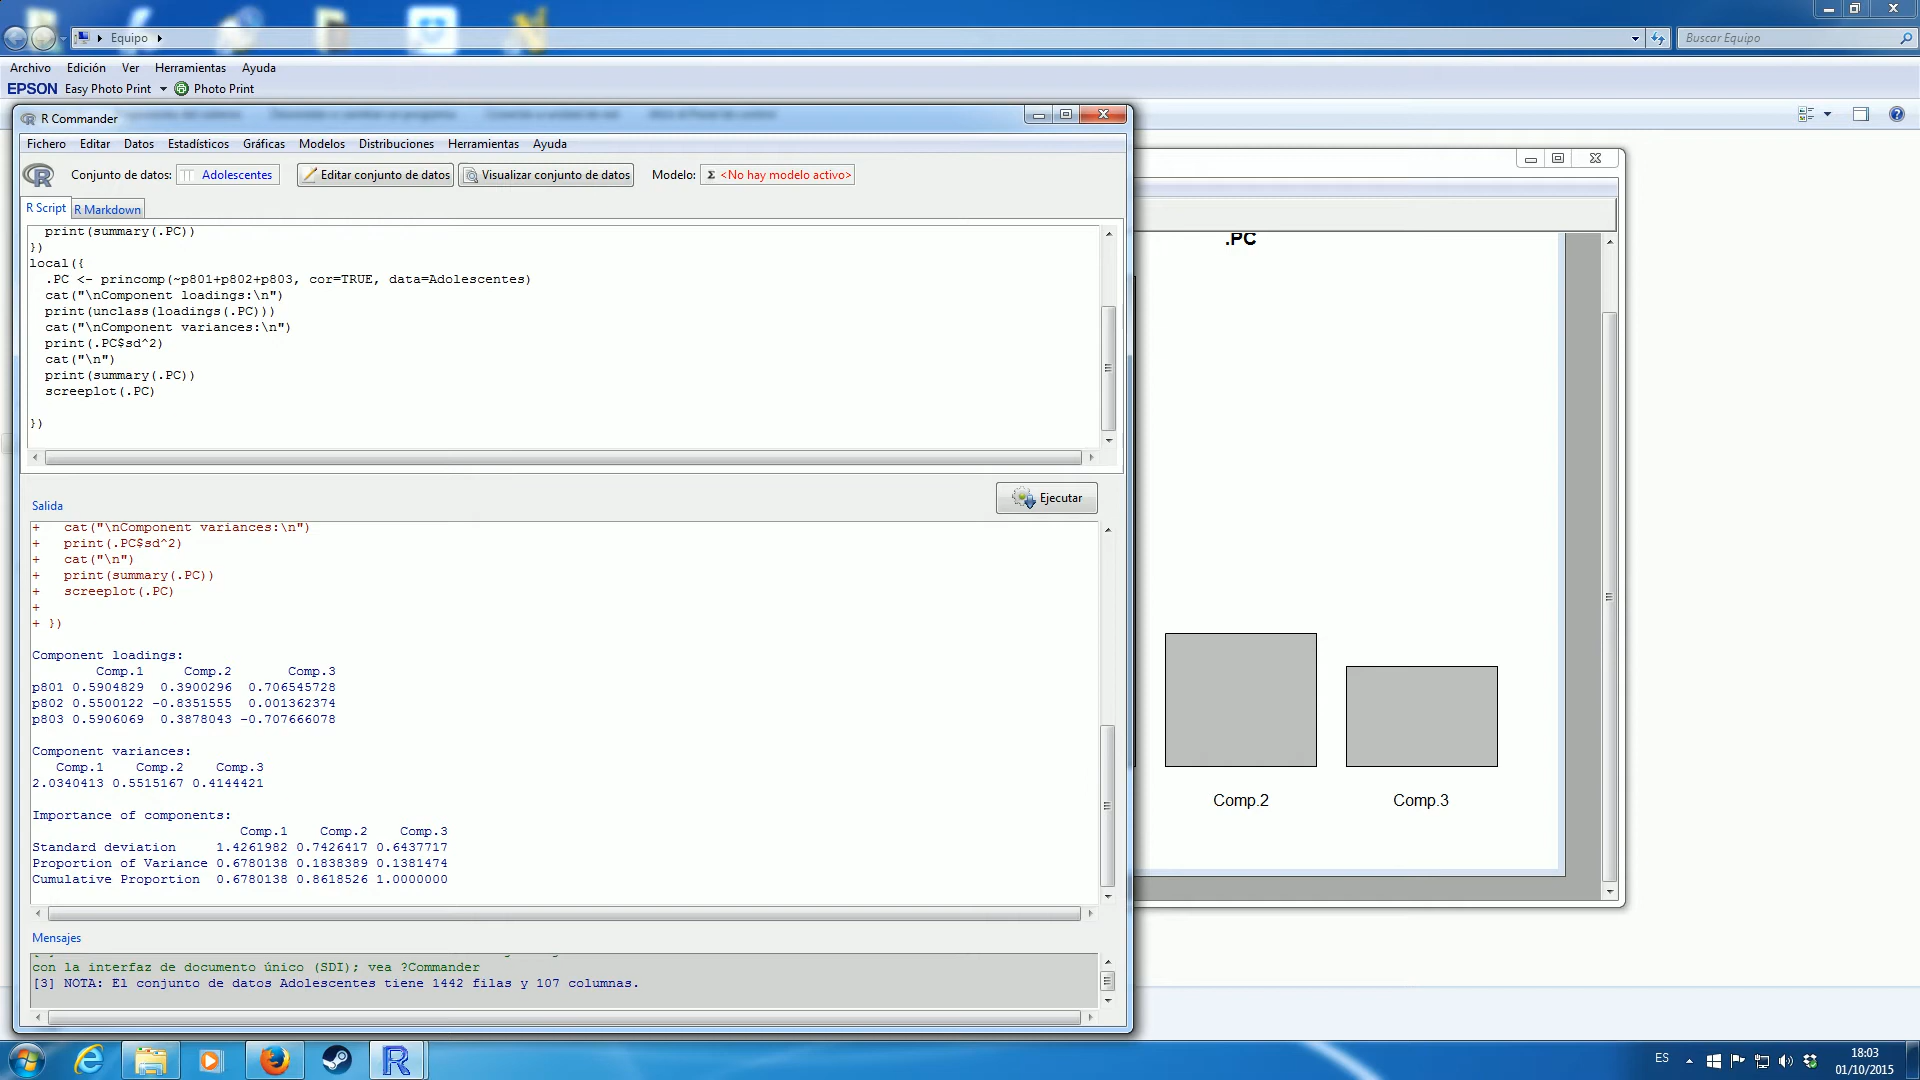 Equipo
Buscar Equipo
Archivo Edición Ver Herramientas Ayuda
EPSON Easy Photo Print Photo Print
R Commander
Fichero Editar Datos Estadísticos Gráficas Modelos Distribuciones Herramientas Ayuda
Conjunto de datos: Adolescentes Editar conjunto de datos Visualizar conjunto de datos Modelo: Σ <No hay modelo activo>
R Script R Markdown
print(summary(.PC))
})
local({
.PC <- princomp(~p801+p802+p803, cor=TRUE, data=Adolescentes)
cat("\nComponent loadings:\n")
print(unclass(loadings(.PC)))
cat("\nComponent variances:\n")
print(.PC$sd^2)
cat("\n")
print(summary(.PC))
screeplot(.PC)
})
Ejecutar
Salida
+ cat("\nComponent variances:\n")
+ print(.PC$sd^2)
+ cat("\n")
+ print(summary(.PC))
+ screeplot(.PC)
+
+ })
Component loadings:
Comp.1 Comp.2 Comp.3
p801 0.5904829 0.3900296 0.706545728
p802 0.5500122 -0.8351555 0.001362374
p803 0.5906069 0.3878043 -0.707666078
Component variances:
Comp.1 Comp.2 Comp.3
2.0340413 0.5515167 0.4144421
Importance of components:
Comp.1 Comp.2 Comp.3
Standard deviation 1.4261982 0.7426417 0.6437717
Proportion of Variance 0.6780138 0.1838389 0.1381474
Cumulative Proportion 0.6780138 0.8618526 1.0000000
Mensajes
con la interfaz de documento único (SDI); vea ?Commander
[3] NOTA: El conjunto de datos Adolescentes tiene 1442 filas y 107 columnas.
.PC
Comp.2 Comp.3
ES
18:03
01/10/2015